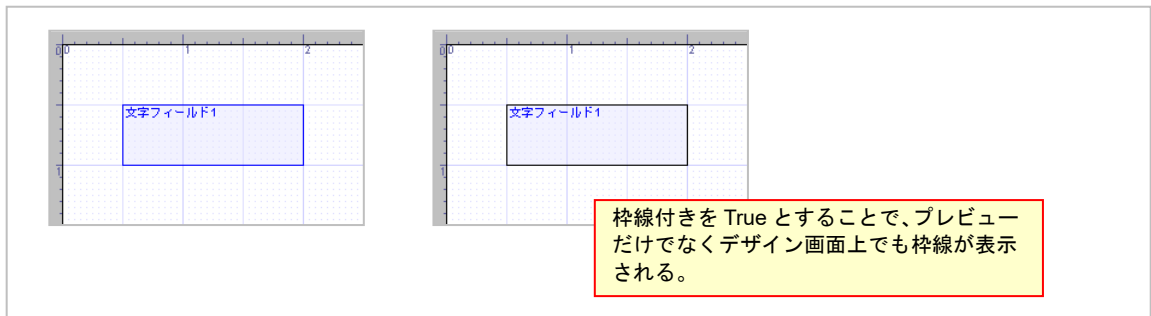 0 0 1 2
文字フィールド1
1
0 0 1 2
文字フィールド1
1
枠線付きを True とすることで、プレビュー
だけでなくデザイン画面上でも枠線が表示
される。